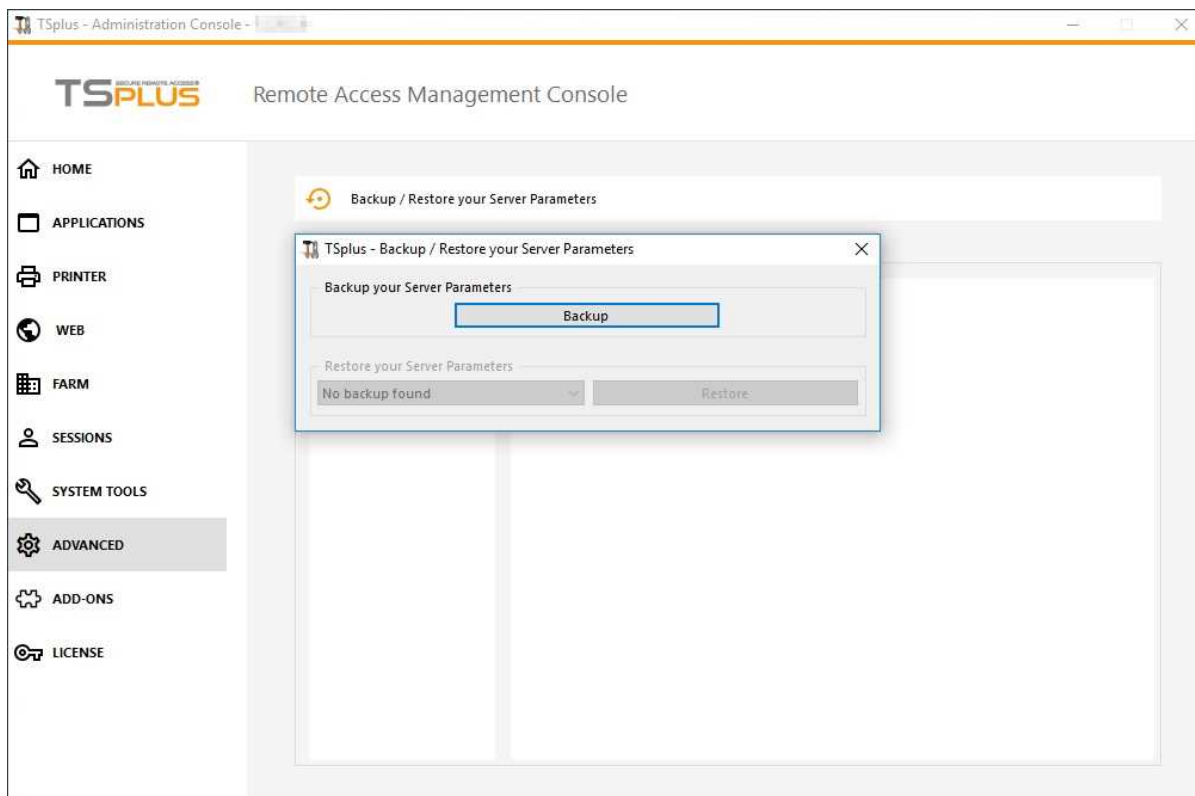 TSplus - Administration Console -
TSPLUS
SECURE REMOTE ACCESS
Remote Access Management Console
HOME
APPLICATIONS
PRINTER
WEB
FARM
SESSIONS
SYSTEM TOOLS
ADVANCED
ADD-ONS
LICENSE
Backup / Restore your Server Parameters
TSplus - Backup / Restore your Server Parameters
Backup your Server Parameters
Backup
Restore your Server Parameters
No backup found
Restore